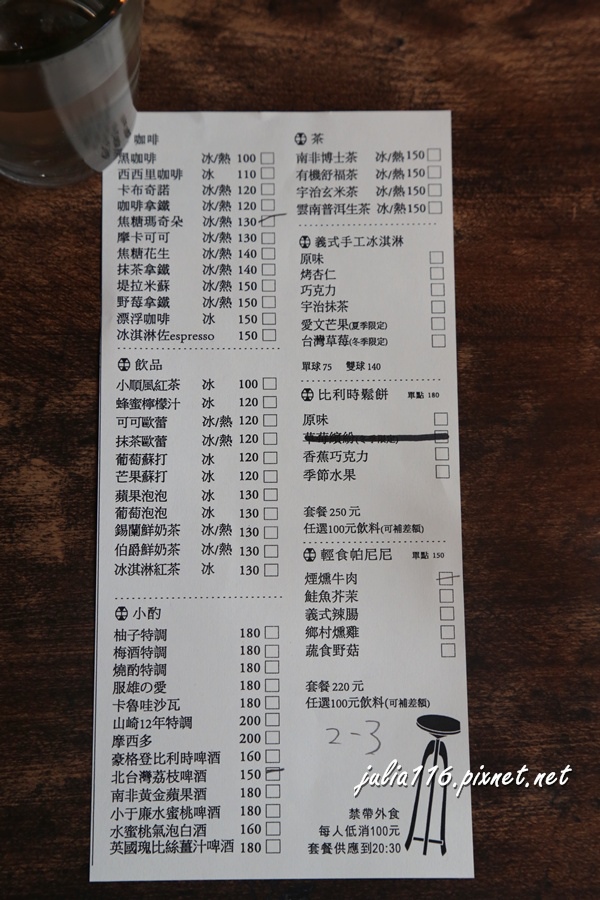 咖啡
黑咖啡 冰/熱 100
西西里咖啡 冰 110
卡布奇諾 冰/熱 120
咖啡拿鐵 冰/熱 120
焦糖瑪奇朵 冰/熱 130
摩卡可可 冰/熱 130
焦糖花生 冰/熱 140
抹茶拿鐵 冰/熱 140
堤拉米蘇 冰/熱 150
野莓拿鐵 冰/熱 150
漂浮咖啡 冰 150
冰淇淋佐espresso 150
飲品
小順風紅茶 冰 100
蜂蜜檸檬汁 冰 120
可可歐蕾 冰/熱 120
抹茶歐蕾 冰/熱 120
葡萄蘇打 冰 120
芒果蘇打 冰 120
蘋果泡泡 冰 130
葡萄泡泡 冰 130
錫蘭鮮奶茶 冰/熱 130
伯爵鮮奶茶 冰/熱 130
冰淇淋紅茶 冰 150
小酌
柚子特調 180
梅酒特調 180
燒酌特調 180
服雄の愛 180
卡魯哇沙瓦 180
山崎12年特調 200
摩西多 200
豪格登比利時啤酒 160
北台灣荔枝啤酒 150
南非黃金蘋果酒 180
小于廉水蜜桃啤酒 180
水蜜桃氣泡白酒 160
英國瑰比絲薑汁啤酒 180
茶
南非博士茶 冰/熱 150
有機舒福茶 冰/熱 150
宇治玄米茶 冰/熱 150
雲南普洱生茶 冰/熱 150
義式手工冰淇淋
原味
烤杏仁
巧克力
宇治抹茶
愛文芒果(夏季限定)
台灣草莓(冬季限定)
單球 75 雙球 140
比利時鬆餅 單點 180
原味
草莓繽紛(冬季限定)
香蕉巧克力
季節水果
套餐 250 元
任選100元飲料(可補差額)
輕食帕尼尼 單點 150
煙燻牛肉
鮭魚芥茉
義式辣腸
鄉村燻雞
蔬食野菇
套餐 220 元
任選100元飲料(可補差額)
2-3
julia116.pixnet.net
禁帶外食
每人低消100元
套餐供應到20:30